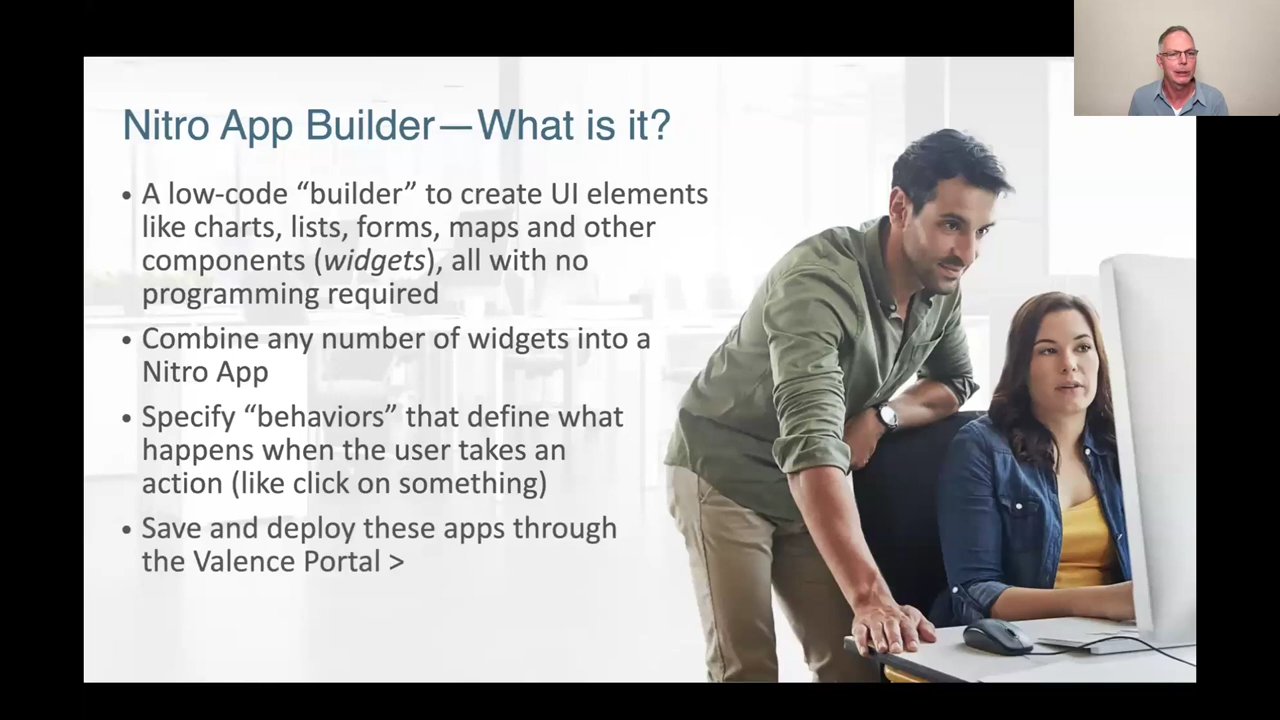 Nitro App Builder—What is it?
• A low-code “builder” to create UI elements
like charts, lists, forms, maps and other
components (widgets), all with no
programming required
• Combine any number of widgets into a
Nitro App
• Specify “behaviors” that define what
happens when the user takes an
action (like click on something)
• Save and deploy these apps through
the Valence Portal >